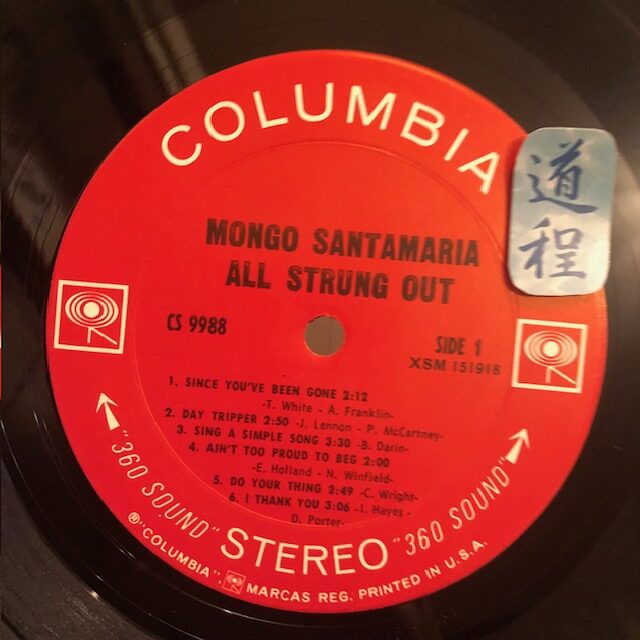 COLUMBIA
道程
MONGO SANTAMARIA
ALL STRUNG OUT
CS 9988
SIDE 1
XSM 151918
1. SINCE YOU'VE BEEN GONE 2:12
-T. White - A. Franklin-
2. DAY TRIPPER 2:50 -J. Lennon - P. McCartney-
3. SING A SIMPLE SONG 3:30 -B. Darin-
4. AIN'T TOO PROUD TO BEG 2:00
-E. Holland - N. Winfield-
5. DO YOUR THING 2:49 -C. Wright-
6. I THANK YOU 3:06 -I. Hayes -
D. Porter-
"360 SOUND" STEREO "360 SOUND"
®"COLUMBIA", MARCAS REG. PRINTED IN U.S.A.